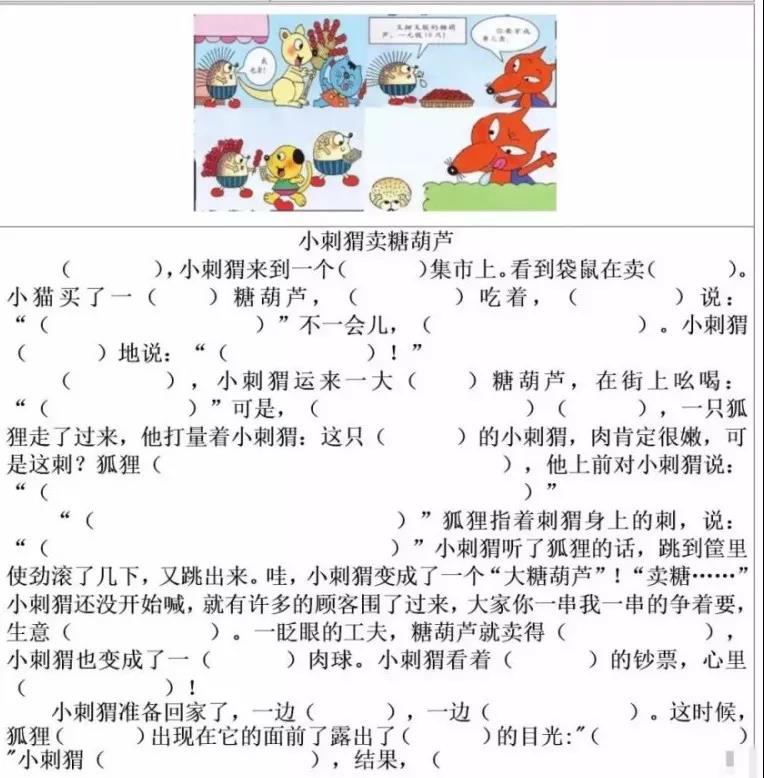 我
也卖!
又甜又酸的糖葫
芦,一元钱10只!
小刺猬卖糖葫芦
( ),小刺猬来到一个( )集市上。看到袋鼠在卖( )。
小猫买了一( )糖葫芦,( )吃着,( )说:
“( )”不一会儿,( )。小刺猬
( )地说:“( )!”
( ),小刺猬运来一大( )糖葫芦,在街上吆喝:
“( )”可是,( )( ),一只狐
狸走了过来,他打量着小刺猬:这只( )的小刺猬,肉肯定很嫩,可
是这刺?狐狸( ),他上前对小刺猬说:
“( )”
“( )”狐狸指着刺猬身上的刺,说:
“( )”小刺猬听了狐狸的话,跳到筐里
使劲滚了几下,又跳出来。哇,小刺猬变成了一个“大糖葫芦”!“卖糖……”
小刺猬还没开始喊,就有许多的顾客围了过来,大家你一串我一串的争着要,
生意( )。一眨眼的工夫,糖葫芦就卖得( ),
小刺猬也变成了一( )肉球。小刺猬看着( )的钞票,心里
( )!
小刺猬准备回家了,一边( ),一边( )。这时候,
狐狸( )出现在它的面前了露出了( )的目光:"( )
"小刺猬( ),结果,(